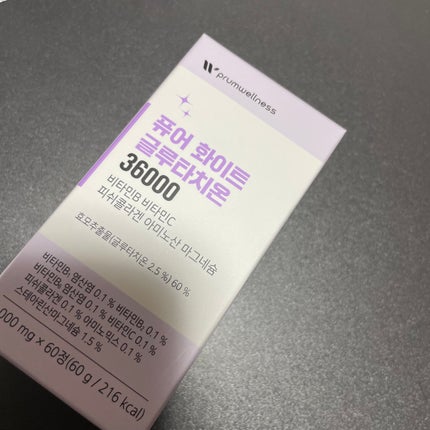 prumwellness
퓨어 화이트
글루타치온
36000
비타민B 비타민C
피쉬콜라겐 아미노산 마그네슘
효모추출물(글루타치온 2.5 %) 60 %
비타민B₁ 염산염 0.1 % 비타민B₂ 0.1 %
비타민B₆ 염산염 0.1 % 비타민C 0.1 %
피쉬콜라겐 0.1 % 아미노믹스 0.1 %
스테아린산마그네슘 1.5 %
000 mg × 60정(60 g / 216 kcal)